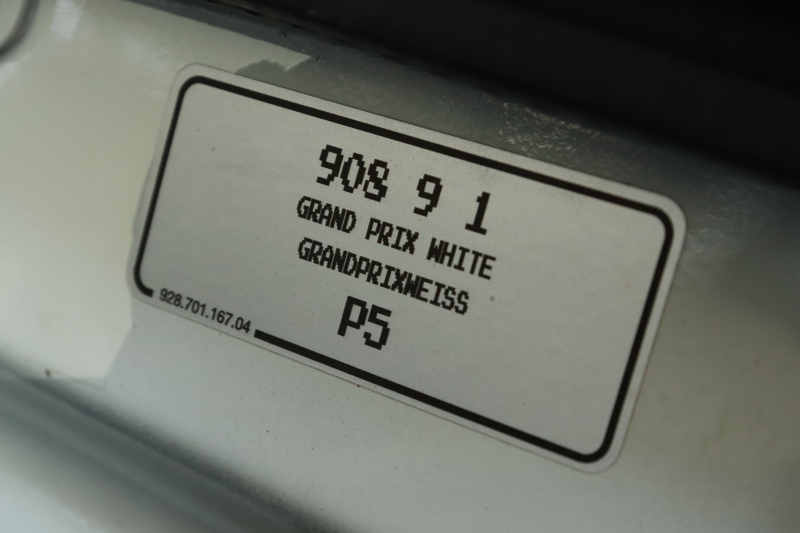 908 9 1
GRAND PRIX WHITE
GRANDPRIXWEISS
P5
928.701.167.04